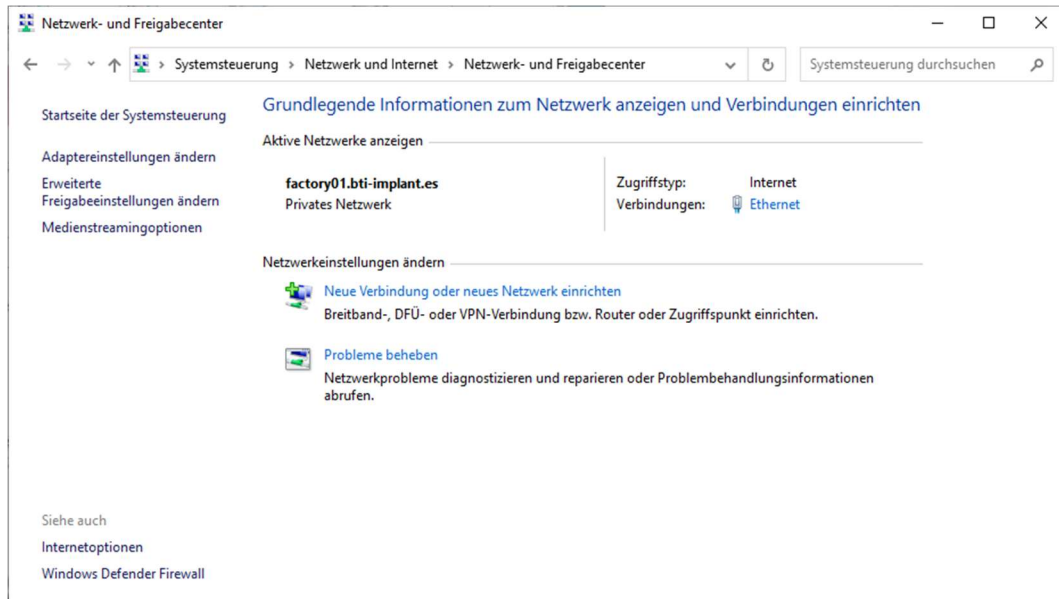 Netzwerk- und Freigabecenter
Systemsteuerung › Netzwerk und Internet › Netzwerk- und Freigabecenter
Systemsteuerung durchsuchen
Startseite der Systemsteuerung
Adaptereinstellungen ändern
Erweiterte
Freigabeeinstellungen ändern
Medienstreamingoptionen
Grundlegende Informationen zum Netzwerk anzeigen und Verbindungen einrichten
Aktive Netzwerke anzeigen
factory01.bti-implant.es
Privates Netzwerk
Zugriffstyp: Internet
Verbindungen: Ethernet
Netzwerkeinstellungen ändern
Neue Verbindung oder neues Netzwerk einrichten
Breitband-, DFÜ- oder VPN-Verbindung bzw. Router oder Zugriffspunkt einrichten.
Probleme beheben
Netzwerkprobleme diagnostizieren und reparieren oder Problembehandlungsinformationen
abrufen.
Siehe auch
Internetoptionen
Windows Defender Firewall